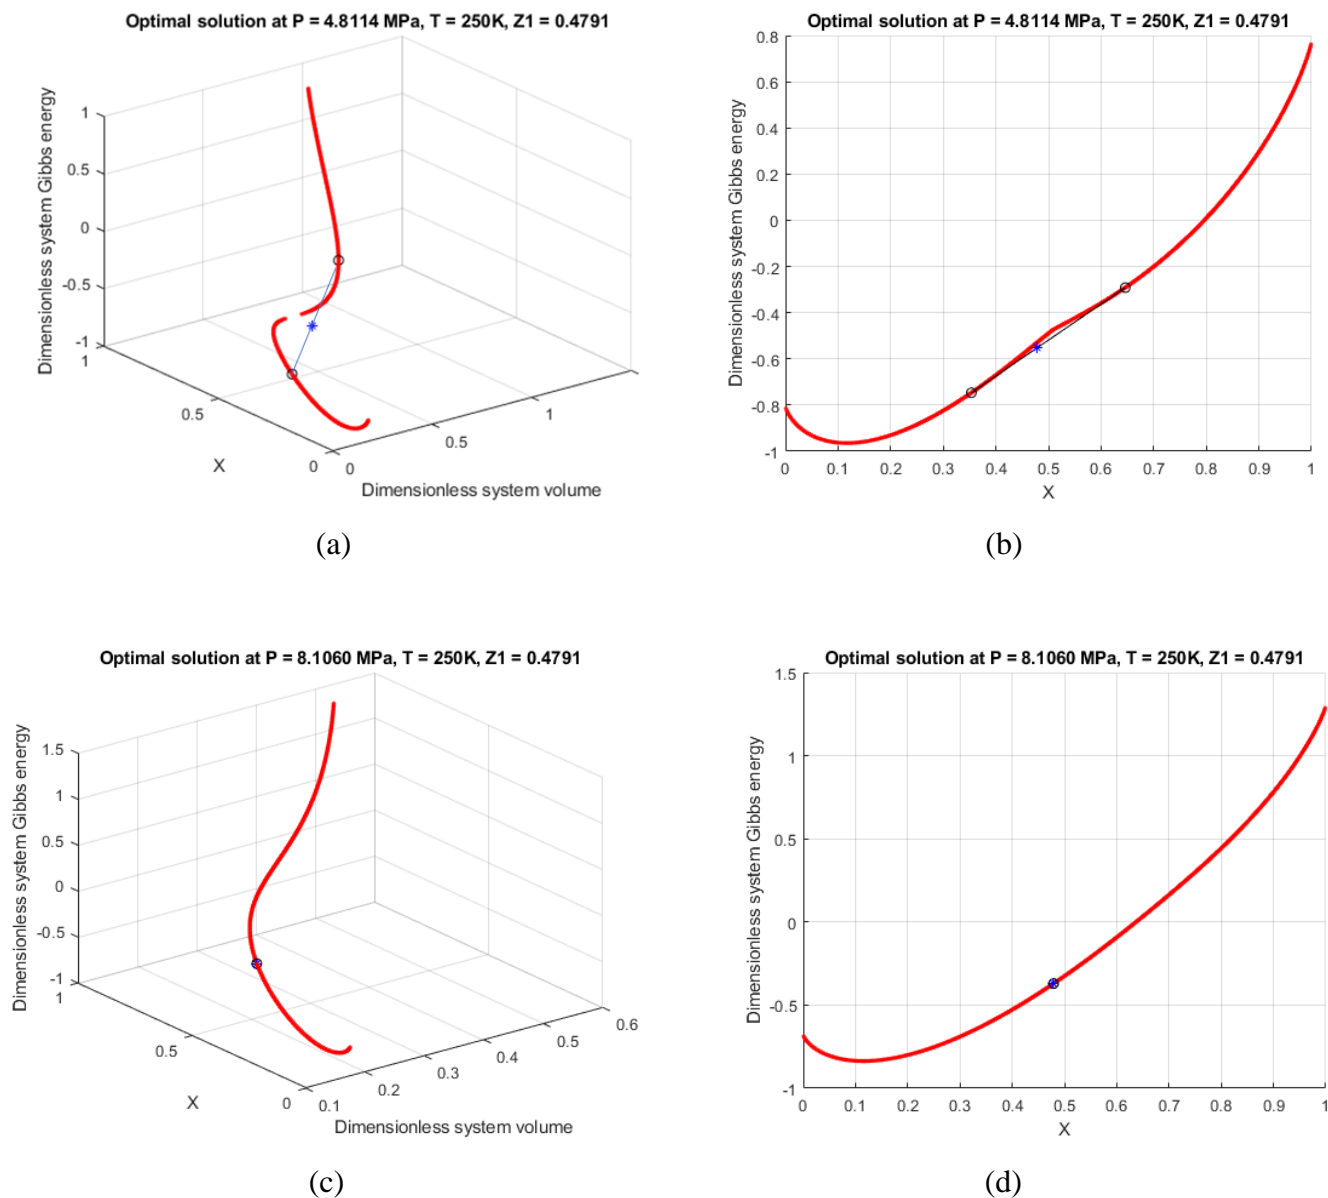 Optimal solution at P = 4.8114 MPa, T = 250K, Z1 = 0.4791
Dimensionless system Gibbs energy
1
0.5
0
-0.5
-1
1
0.5
0
X
0
0.5
1
Dimensionless system volume
(a)
Optimal solution at P = 4.8114 MPa, T = 250K, Z1 = 0.4791
Dimensionless system Gibbs energy
0.8
0.6
0.4
0.2
0
-0.2
-0.4
-0.6
-0.8
-1
0 0.1 0.2 0.3 0.4 0.5 0.6 0.7 0.8 0.9 1
X
(b)
Optimal solution at P = 8.1060 MPa, T = 250K, Z1 = 0.4791
Dimensionless system Gibbs energy
1.5
1
0.5
0
-0.5
-1
1
0.5
0
X
0.1
0.2
0.3
0.4
0.5
0.6
Dimensionless system volume
(c)
Optimal solution at P = 8.1060 MPa, T = 250K, Z1 = 0.4791
Dimensionless system Gibbs energy
1.5
1
0.5
0
-0.5
-1
0 0.1 0.2 0.3 0.4 0.5 0.6 0.7 0.8 0.9 1
X
(d)